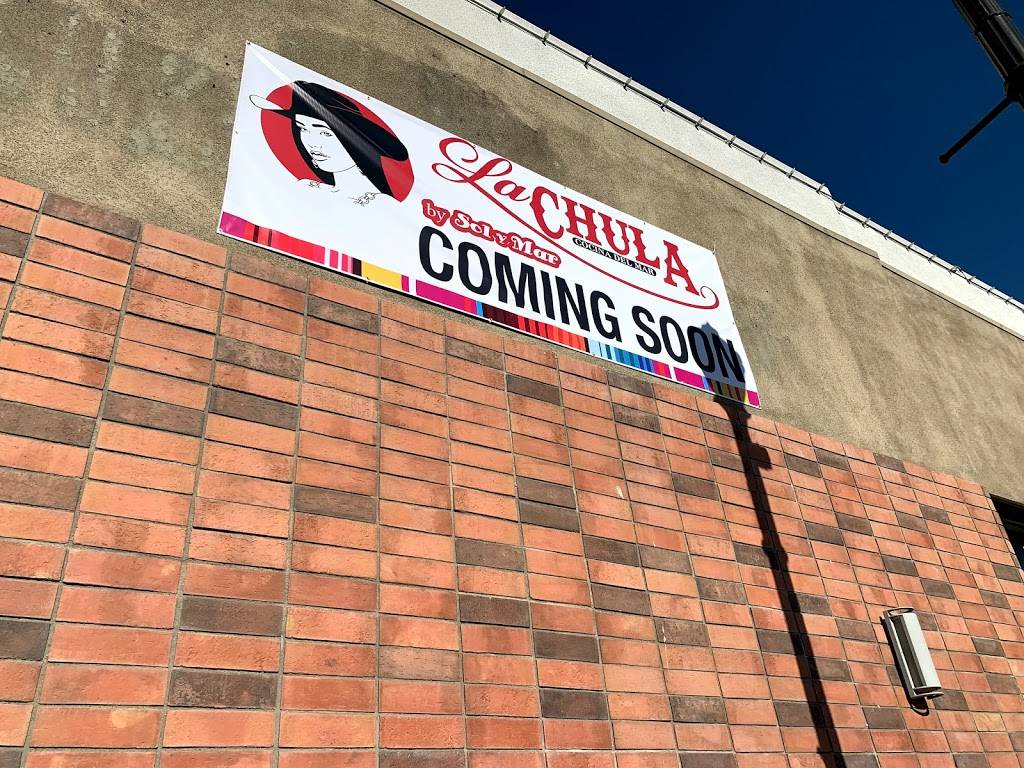 La CHULA
COCINA DEL MAR
by Sol y Mar
COMING SOON